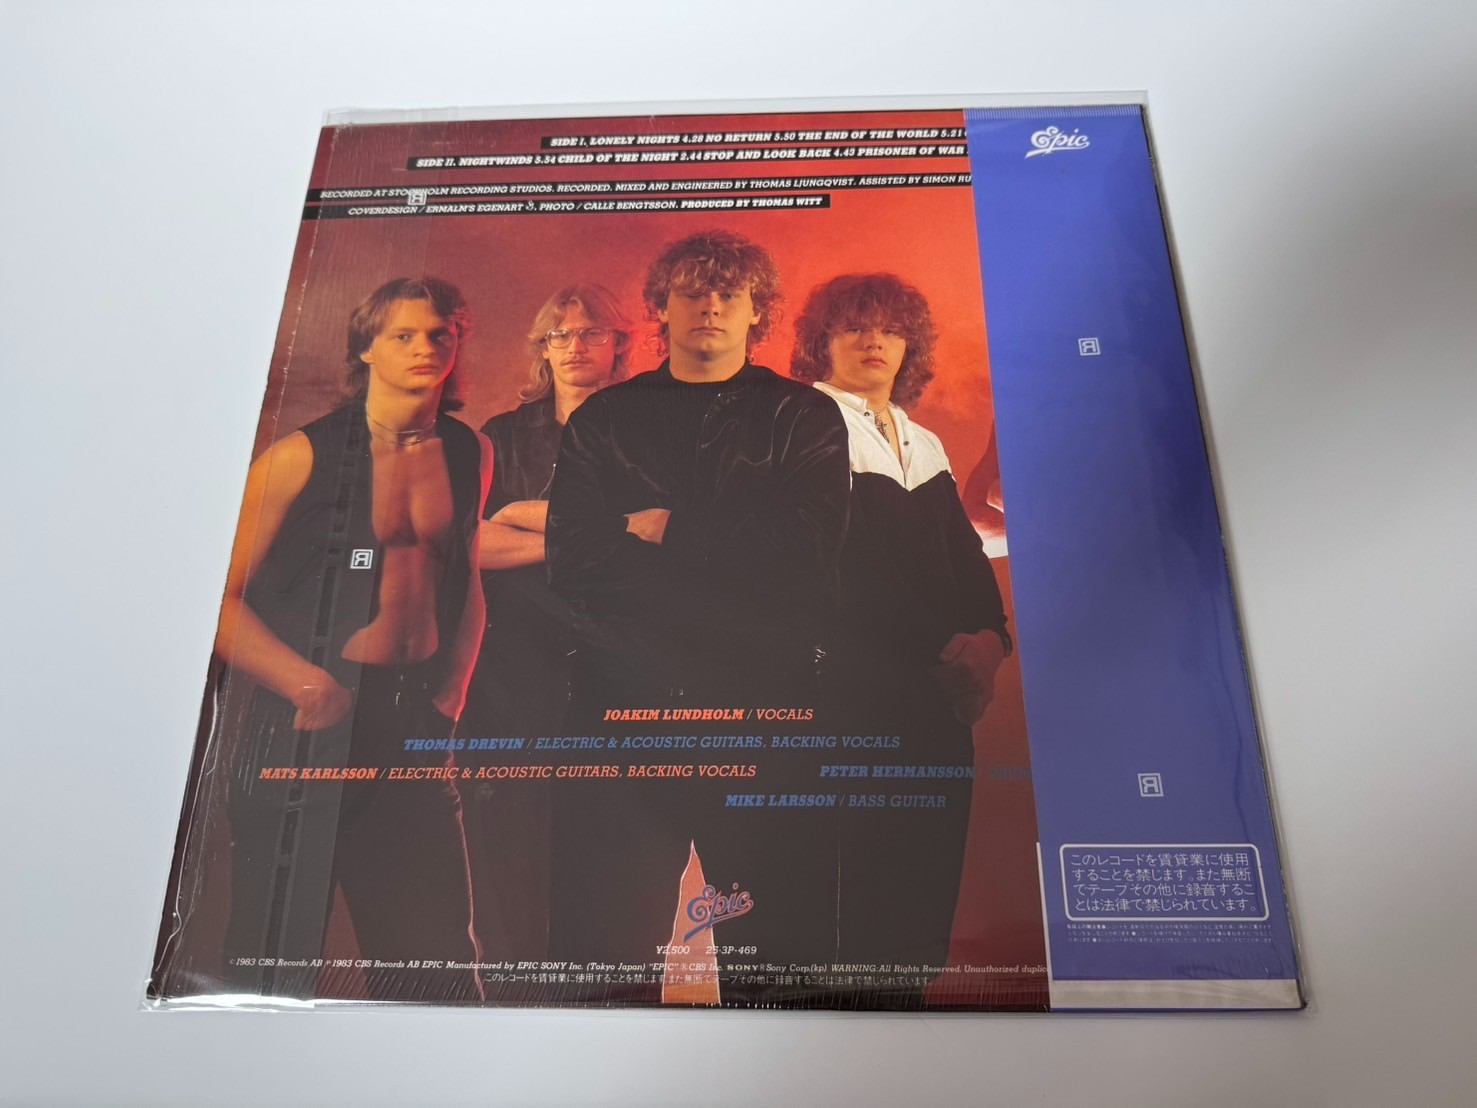 SIDE I. LONELY NIGHTS 4.28 NO RETURN 5.50 THE END OF THE WORLD 5.21
SIDE II. NIGHTWINDS 5.54 CHILD OF THE NIGHT 2.44 STOP AND LOOK BACK 4.43 PRISONER OF WAR
RECORDED AT STOCKHOLM RECORDING STUDIOS. RECORDED, MIXED AND ENGINEERED BY THOMAS LJUNGQVIST. ASSISTED BY SIMON RU
COVERDESIGN / ERMALM'S EGENART & PHOTO / CALLE BENGTSSON. PRODUCED BY THOMAS WITT
Epic
JOAKIM LUNDHOLM / VOCALS
THOMAS DREVIN / ELECTRIC & ACOUSTIC GUITARS, BACKING VOCALS
MATS KARLSSON / ELECTRIC & ACOUSTIC GUITARS, BACKING VOCALS
PETER HERMANSSON /
MIKE LARSSON / BASS GUITAR
Epic
¥2,500 25·3P-469
© 1983 CBS Records AB ℗ 1983 CBS Records AB EPIC Manufactured by EPIC SONY Inc. (Tokyo Japan) "EPIC" ® CBS Inc. SONY ® Sony Corp.(kp) WARNING: All Rights Reserved. Unauthorized duplic
このレコードを賃貸業に使用することを禁じます。また無断でテープその他に録音することは法律で禁じられています。
このレコードを賃貸業に使用
することを禁じます。また無断
でテープその他に録音するこ
とは法律で禁じられています。